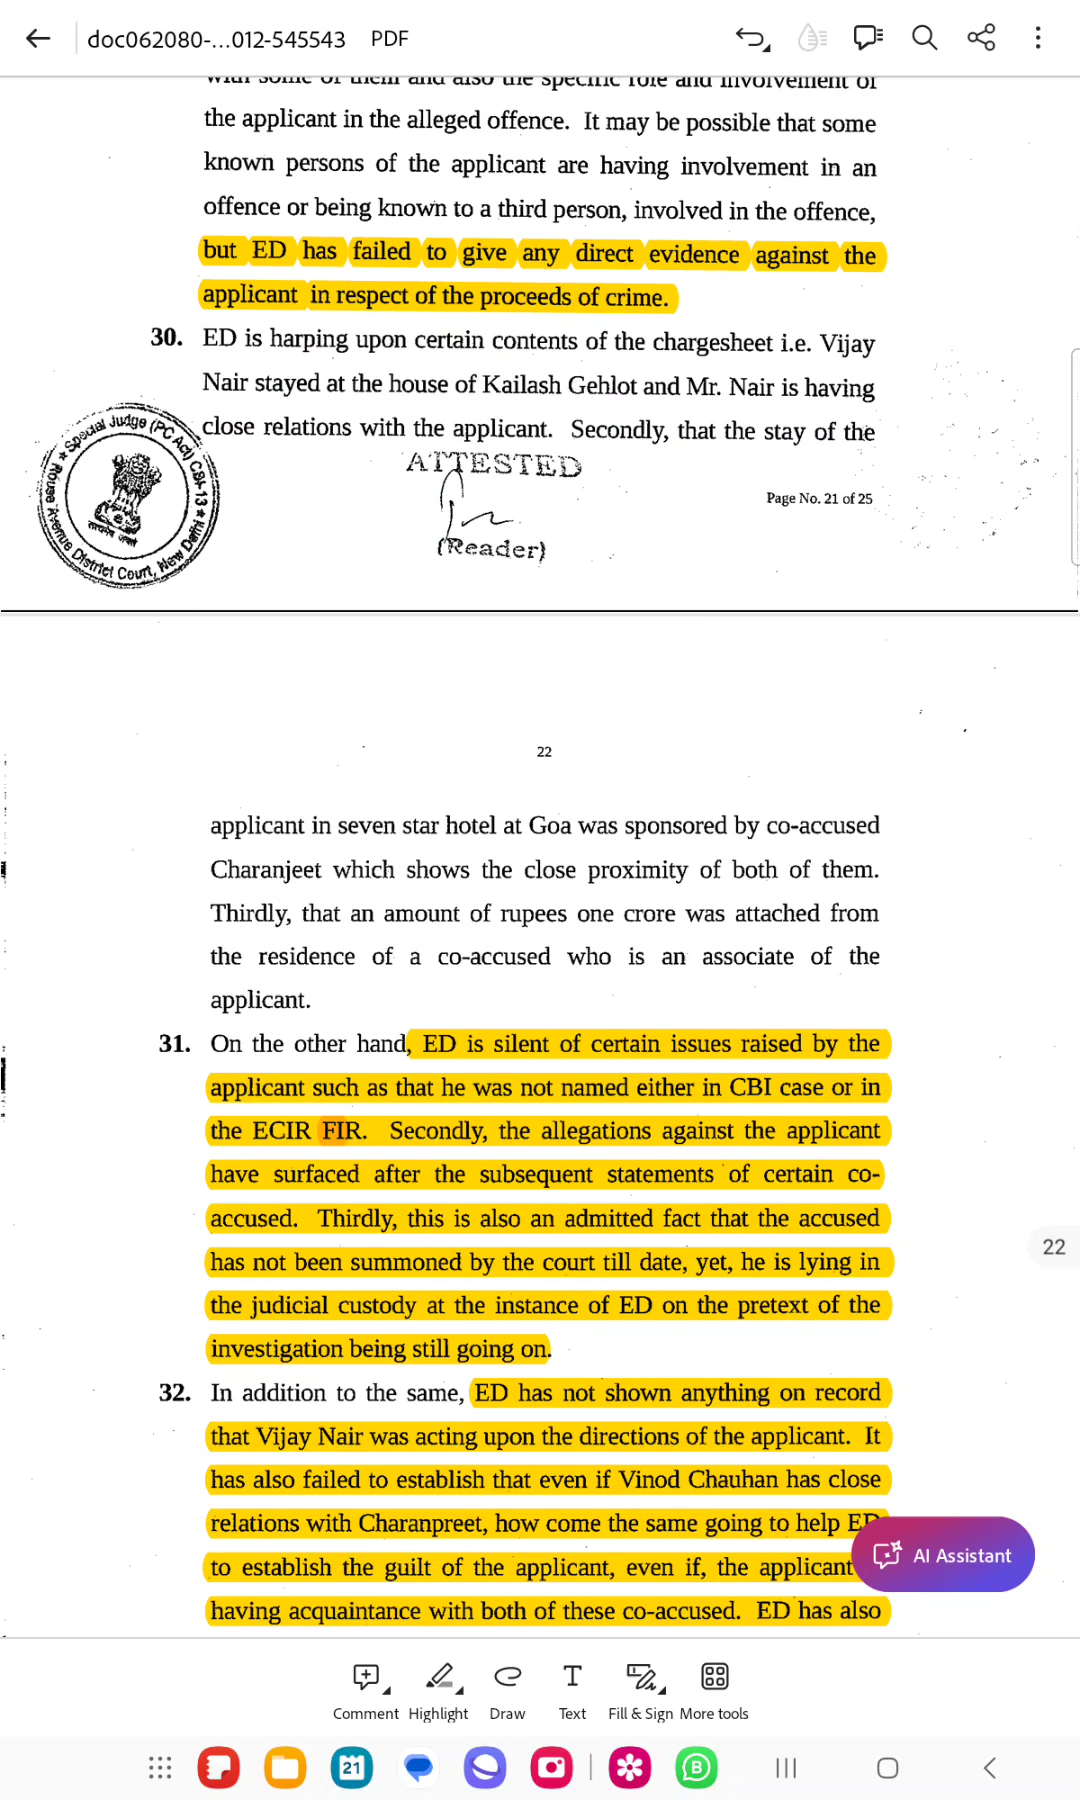 doc062080-...012-545543 PDF
with some of them and also the specific role and involvement of
the applicant in the alleged offence. It may be possible that some
known persons of the applicant are having involvement in an
offence or being known to a third person, involved in the offence,
but ED has failed to give any direct evidence against the
applicant in respect of the proceeds of crime.
30. ED is harping upon certain contents of the chargesheet i.e. Vijay
Nair stayed at the house of Kailash Gehlot and Mr. Nair is having
close relations with the applicant. Secondly, that the stay of the
Special Judge (PC Act) CBI-13
Rouse Avenue District Court, New Delhi
सत्यमेव जयते
ATTESTED
(Reader)
Page No. 21 of 25
22
applicant in seven star hotel at Goa was sponsored by co-accused
Charanjeet which shows the close proximity of both of them.
Thirdly, that an amount of rupees one crore was attached from
the residence of a co-accused who is an associate of the
applicant.
31. On the other hand, ED is silent of certain issues raised by the
applicant such as that he was not named either in CBI case or in
the ECIR FIR. Secondly, the allegations against the applicant
have surfaced after the subsequent statements of certain co-
accused. Thirdly, this is also an admitted fact that the accused
has not been summoned by the court till date, yet, he is lying in
the judicial custody at the instance of ED on the pretext of the
investigation being still going on.
22
32. In addition to the same, ED has not shown anything on record
that Vijay Nair was acting upon the directions of the applicant. It
has also failed to establish that even if Vinod Chauhan has close
relations with Charanpreet, how come the same going to help ED
to establish the guilt of the applicant, even if, the applicant
having acquaintance with both of these co-accused. ED has also
AI Assistant
Comment Highlight Draw Text Fill & Sign More tools
21
B